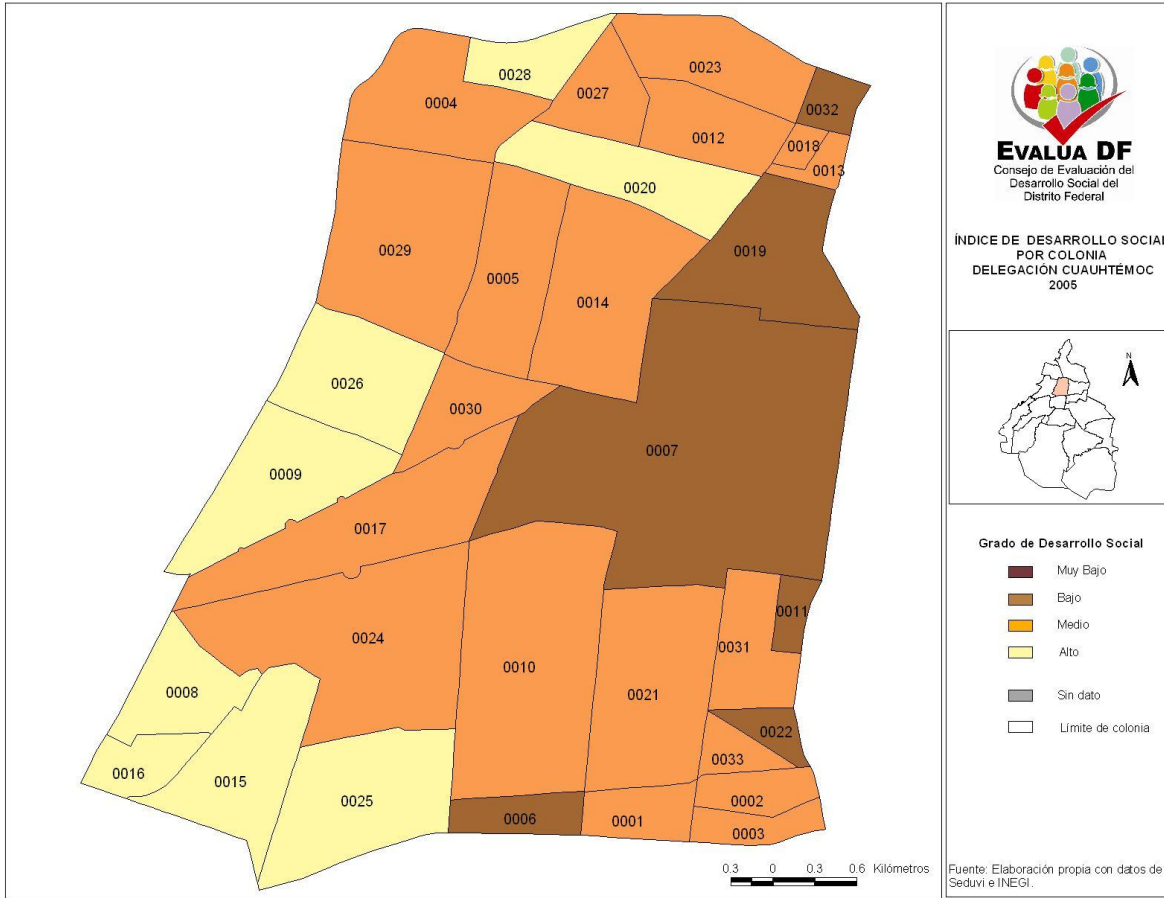 0023
0028
0027
0004
0032
0012
0018
0013
0020
0029
0005
0019
0014
0026
0030
0007
0009
0017
0011
0024
0031
0010
0021
0008
0022
0033
0016
0015
0025
0002
0006
0001
0003
0.3 0 0.3 0.6 Kilómetros
EVALUA DF
Consejo de Evaluación del
Desarrollo Social del
Distrito Federal
ÍNDICE DE DESARROLLO SOCIAL
POR COLONIA
DELEGACIÓN CUAUHTÉMOC
2005
N
Grado de Desarrollo Social
Muy Bajo
Bajo
Medio
Alto
Sin dato
Límite de colonia
Fuente: Elaboración propia con datos de
Seduvi e INEGI.